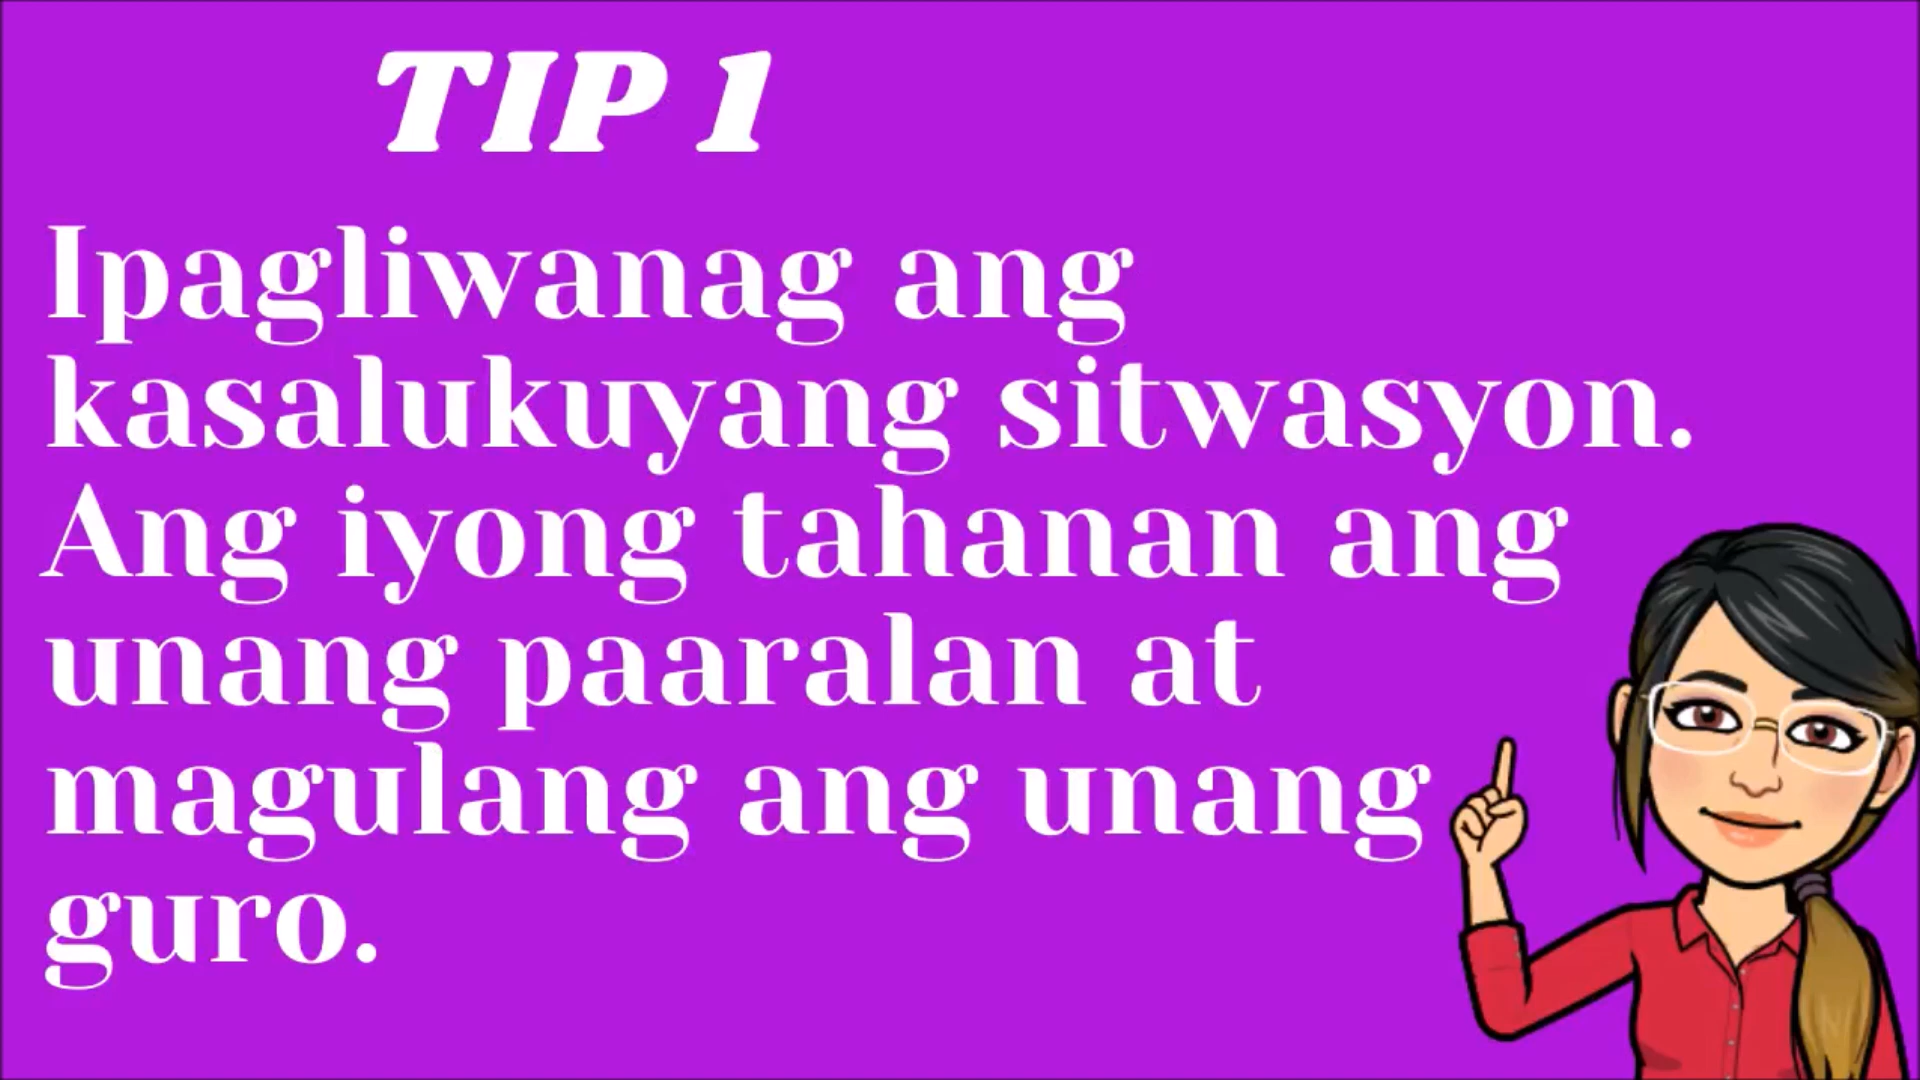 TIP 1
Ipagliwanag ang
kasalukuyang sitwasyon.
Ang iyong tahanan ang
unang paaralan at
magulang ang unang
guro.